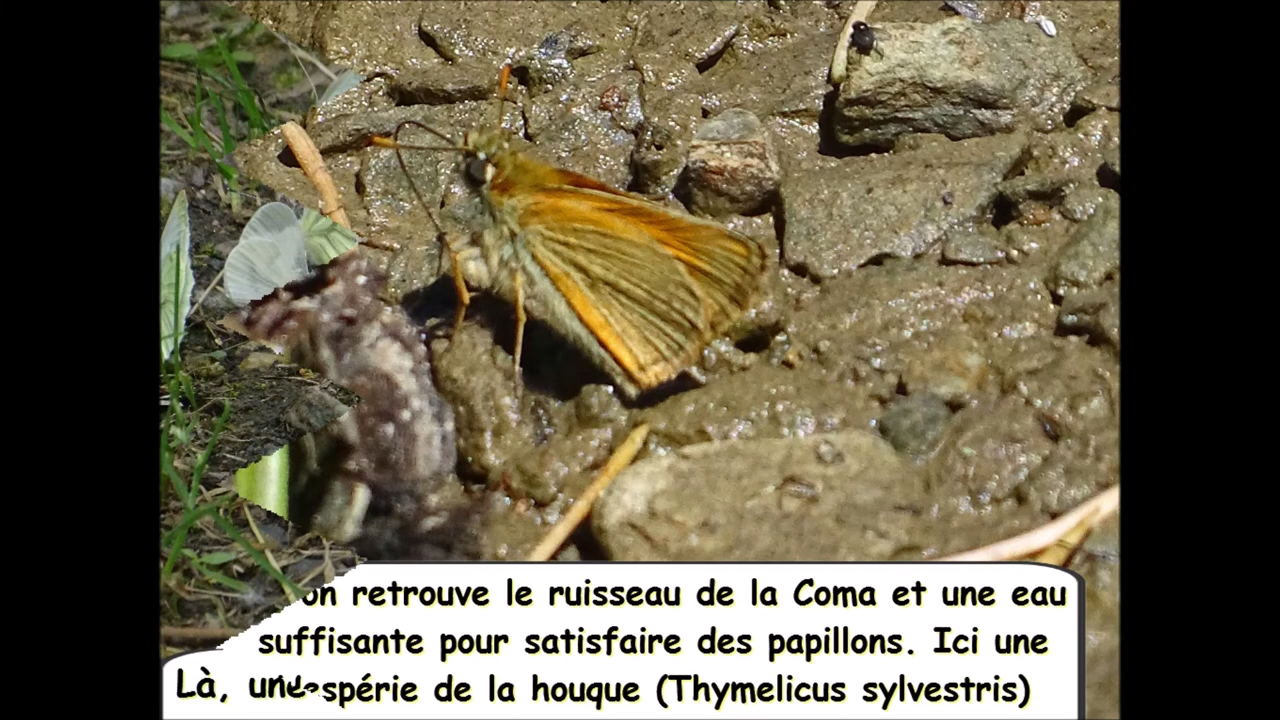 on retrouve le ruisseau de la Coma et une eau
suffisante pour satisfaire des papillons. Ici une
Là, une
espérie de la houque (Thymelicus sylvestris)